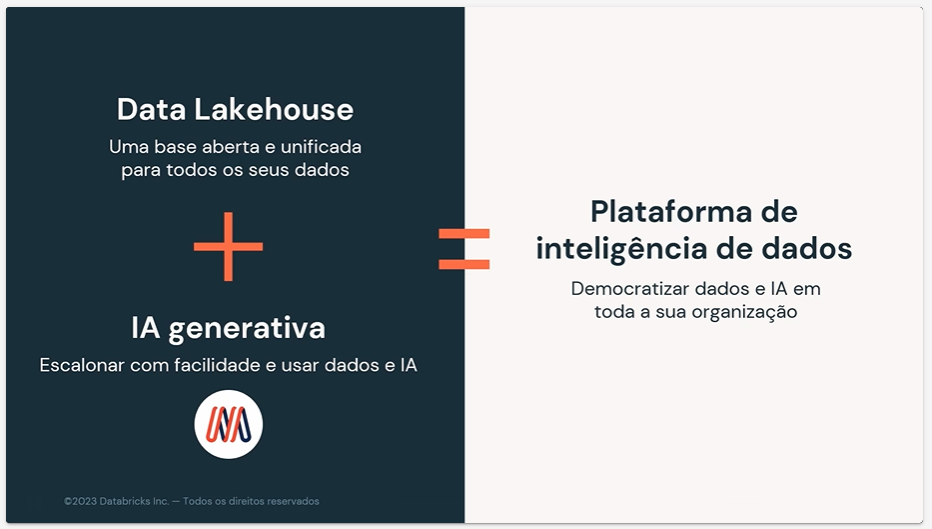 Data Lakehouse
Uma base aberta e unificada
para todos os seus dados
IA generativa
Escalonar com facilidade e usar dados e IA
©2023 Databricks Inc. — Todos os direitos reservados
Plataforma de
inteligência de dados
Democratizar dados e IA em
toda a sua organização